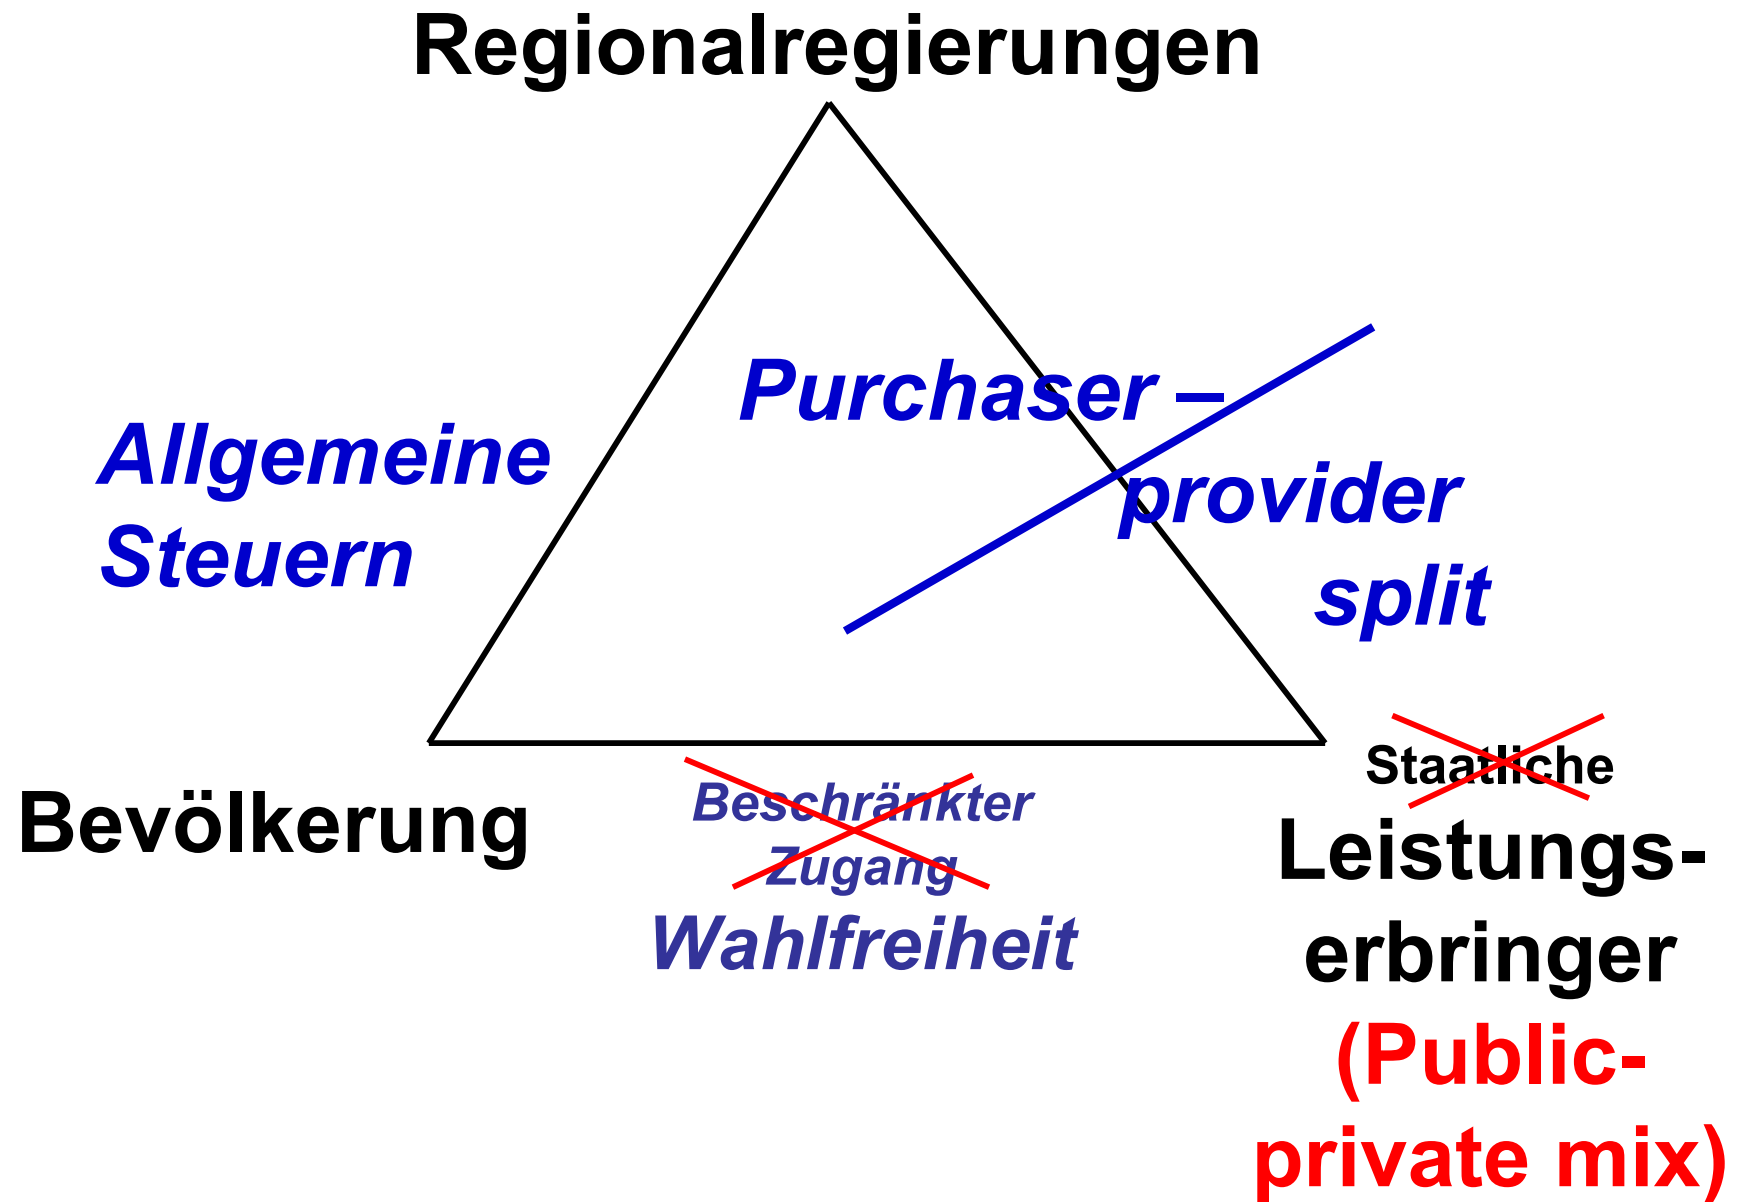 Regionalregierungen
Purchaser –
Allgemeine
provider
Steuern
split
Staatliche
Bevölkerung
Beschränkter
Zugang
Wahlfreiheit
Leistungs-
erbringer
(Public-
private mix)